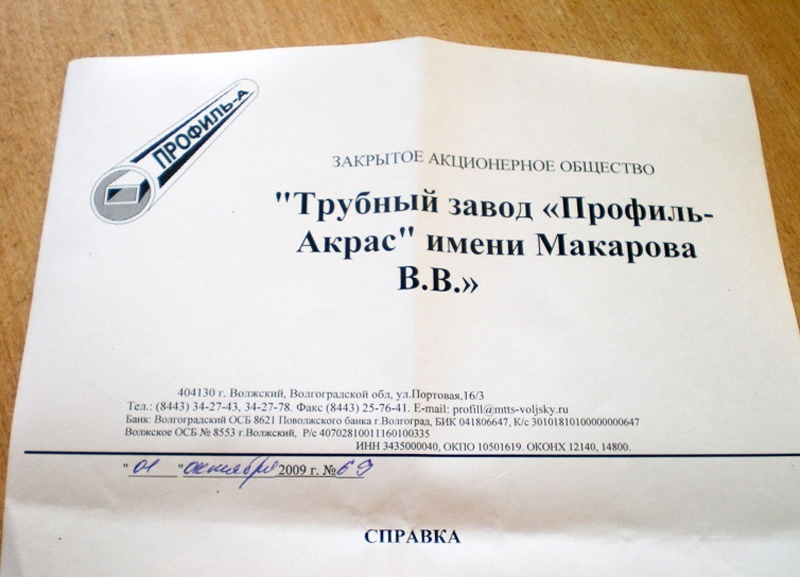 ПРОФИЛЬ-А
ЗАКРЫТОЕ АКЦИОНЕРНОЕ ОБЩЕСТВО
"Трубный завод «Профиль-
Акрас" имени Макарова
В.В.»
404130 г. Волжский, Волгоградской обл, ул.Портовая,16/3
Тел.: (8443) 34-27-43, 34-27-78. Факс (8443) 25-76-41. E-mail: profill@mtts-voljsky.ru
Банк: Волгоградский ОСБ 8621 Поволжского банка г.Волгоград, БИК 041806647, К/с 30101810100000000647
Волжское ОСБ № 8553 г.Волжский, Р/с 40702810011160100335
ИНН 3435000040, ОКПО 10501619. ОКОНХ 12140, 14800.
"01 "октября 2009 г. №69
СПРАВКА